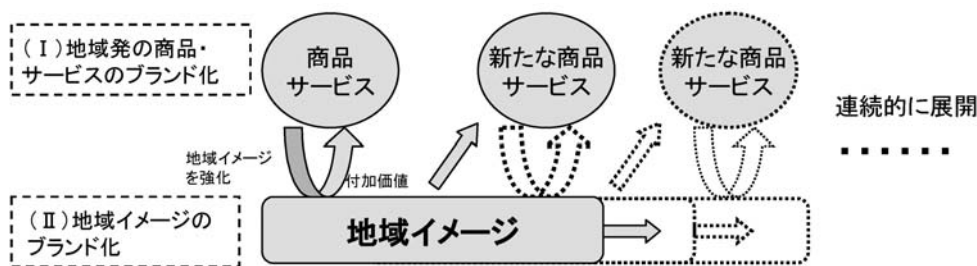 (Ⅰ)地域発の商品・
サービスのブランド化
商品
サービス
新たな商品
サービス
新たな商品
サービス
連続的に展開
・・・・・・
地域イメージ
を強化
付加価値
(Ⅱ)地域イメージの
ブランド化
地域イメージ